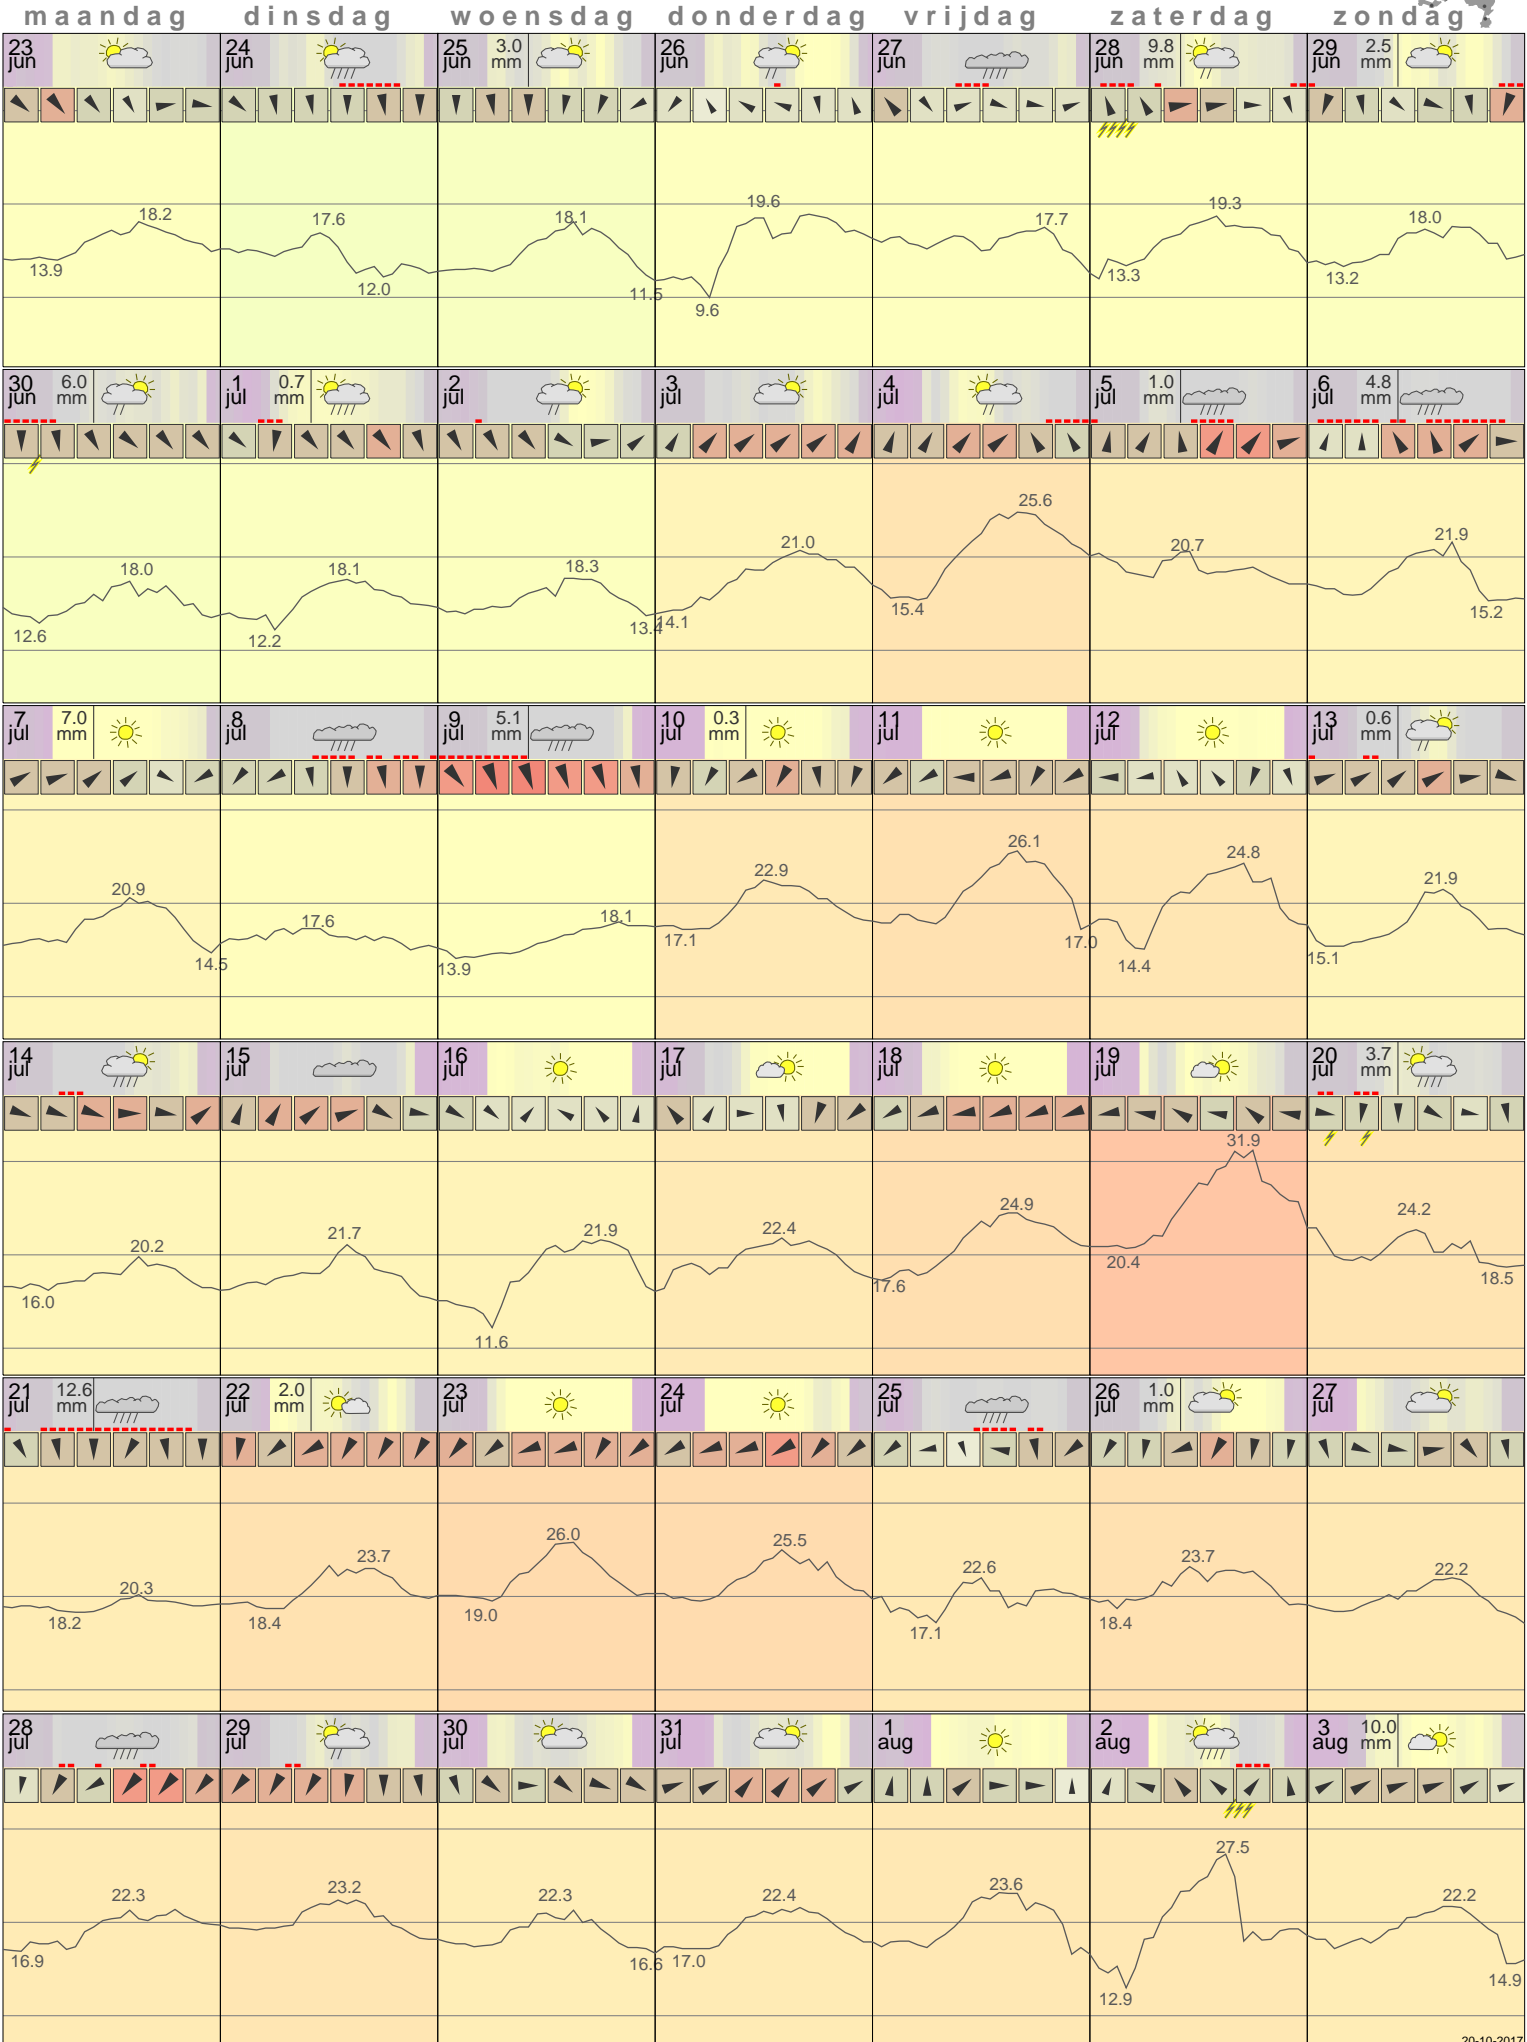 maandag dinsdag woensdag donderdag vrijdag zaterdag zondag
23 24 25 3.0 26 27 28 9.8 29 2.5
jun jun jun mm jun jun jun mm jun mm
18.2 17.6 18.1 19.6 17.7 19.3 18.0
13.9 12.0 11.5 9.6 13.3 13.2
30 6.0 1 0.7 2 3 4 5 1.0 6 4.8
jun mm jul mm jul jul jul jul mm jul mm
18.0 18.1 18.3 21.0 25.6 20.7 21.9
12.6 12.2 13.4 14.1 15.4 15.2
7 7.0 8 9 5.1 10 0.3 11 12 13 0.6
jul mm jul jul mm jul mm jul jul jul mm
20.9 17.6 18.1 22.9 26.1 24.8 21.9
14.5 13.9 17.1 17.0 14.4 15.1
14 15 16 17 18 19 20 3.7
jul jul jul jul jul jul jul mm
20.2 21.7 21.9 22.4 24.9 31.9 24.2
16.0 11.6 17.6 20.4 18.5
21 12.6 22 2.0 23 24 25 26 1.0 27
jul mm jul mm jul jul jul jul mm jul
20.3 23.7 26.0 25.5 22.6 23.7 22.2
18.2 18.4 19.0 17.1 18.4
28 29 30 31 1 2 3 10.0
jul jul jul jul aug aug aug mm
22.3 23.2 22.3 22.4 23.6 27.5 22.2
16.9 16.6 17.0 12.9 14.9
20-10-2017